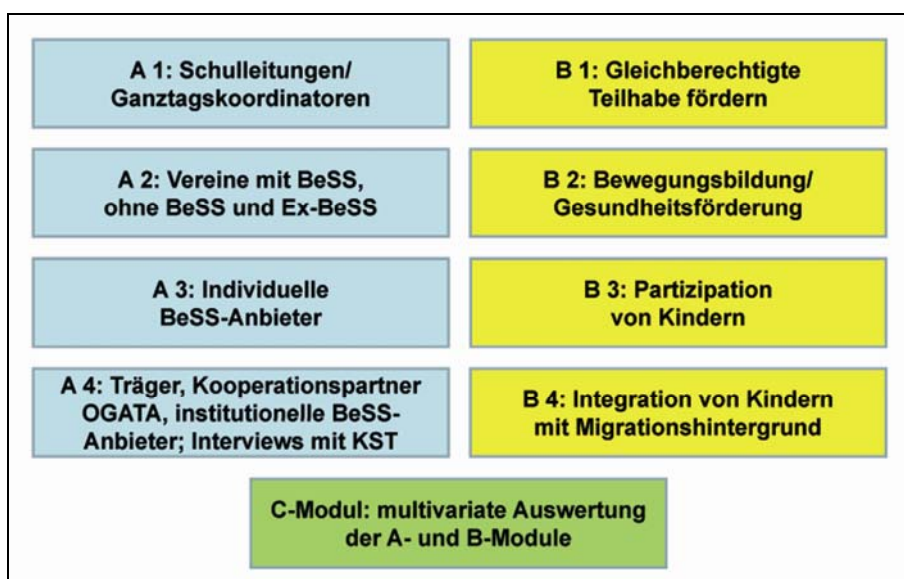 A 1: Schulleitungen/
Ganztagskoordinatoren
B 1: Gleichberechtigte
Teilhabe fördern
A 2: Vereine mit BeSS,
ohne BeSS und Ex-BeSS
B 2: Bewegungsbildung/
Gesundheitsförderung
A 3: Individuelle
BeSS-Anbieter
B 3: Partizipation
von Kindern
A 4: Träger, Kooperationspartner
OGATA, institutionelle BeSS-
Anbieter; Interviews mit KST
B 4: Integration von Kindern
mit Migrationshintergrund
C-Modul: multivariate Auswertung
der A- und B-Module